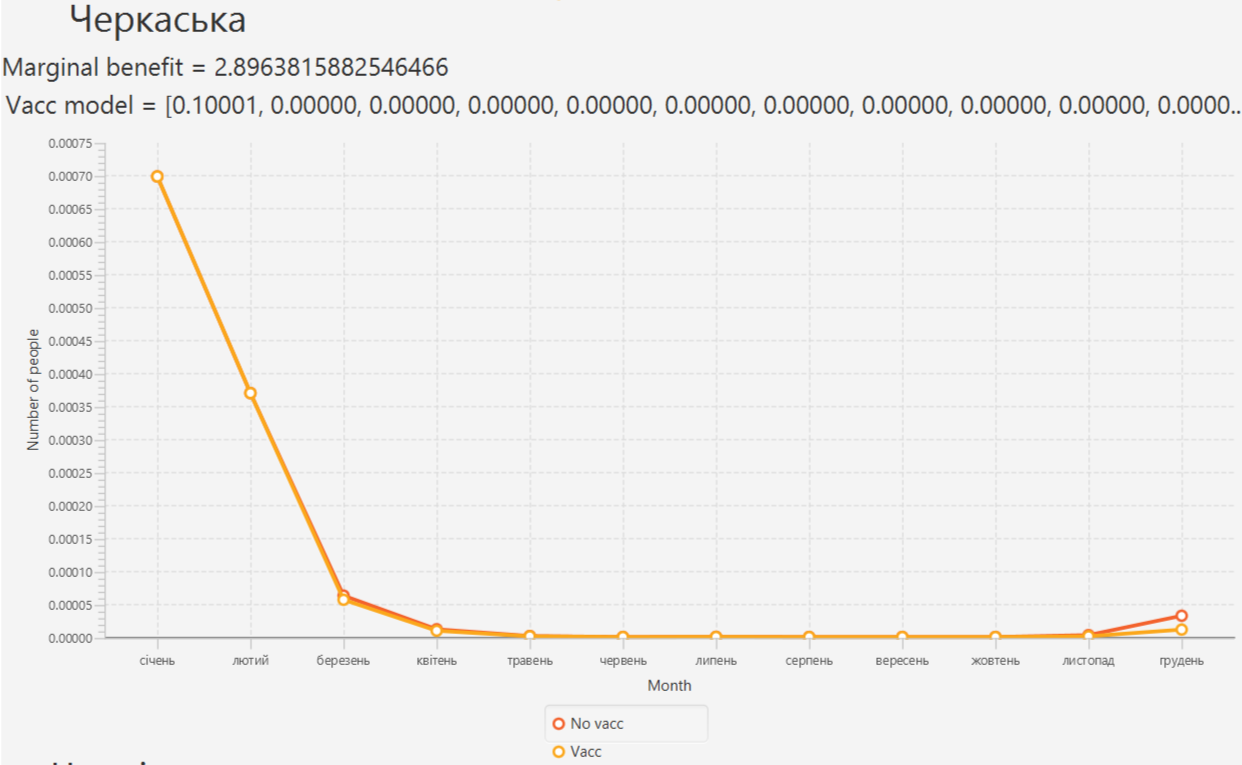 Черкаська
Marginal benefit = 2.8963815882546466
Vacc model = [0.10001, 0.00000, 0.00000, 0.00000, 0.00000, 0.00000, 0.00000, 0.00000, 0.00000, 0.00000, 0.0000..
0.00075
0.00070
0.00065
0.00060
0.00055
0.00050
0.00045
0.00040
0.00035
0.00030
0.00025
0.00020
0.00015
0.00010
0.00005
0.00000
Number of people
січень лютий березень квітень травень червень липень серпень вересень жовтень листопад грудень
Month
No vacc
Vacc